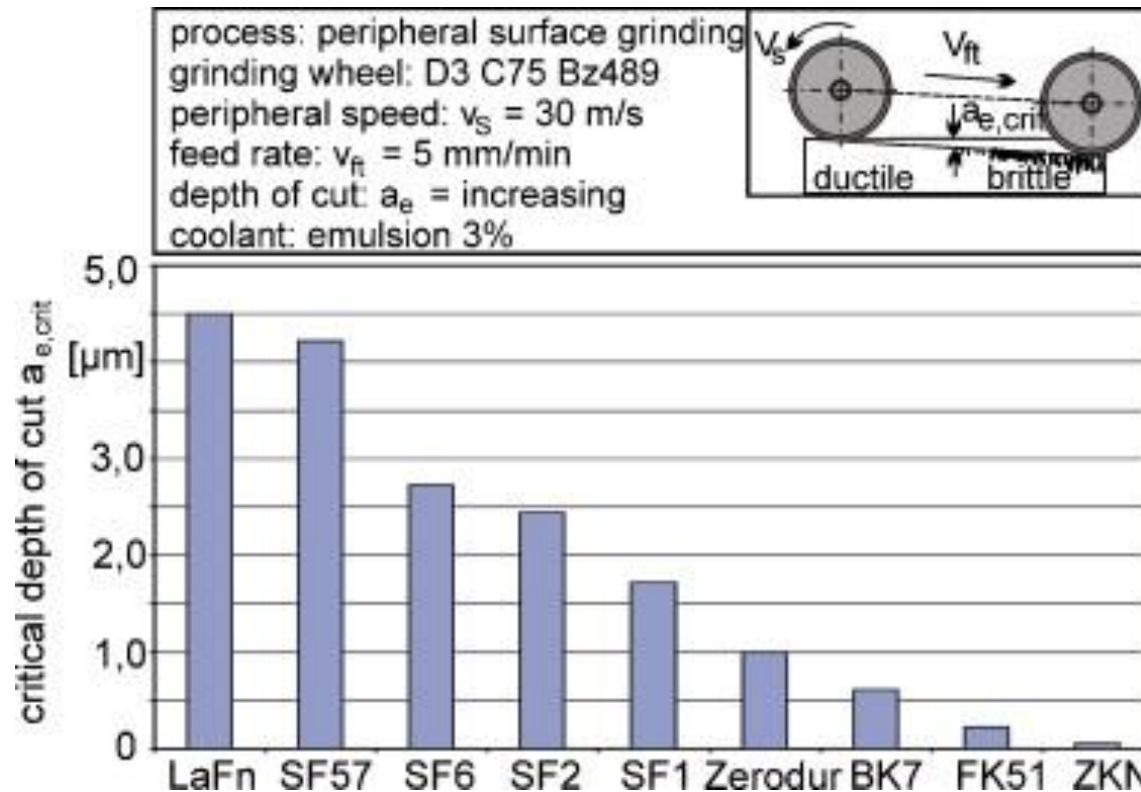 process: peripheral surface grinding
grinding wheel: D3 C75 Bz489
peripheral speed: vS = 30 m/s
feed rate: vft = 5 mm/min
depth of cut: ae = increasing
coolant: emulsion 3%
Vs
Vft
ae,crit
ductile
brittle
critical depth of cut ae,crit
[µm]
5,0
3,0
2,0
1,0
0
LaFn SF57 SF6 SF2 SF1 Zerodur BK7 FK51 ZKN